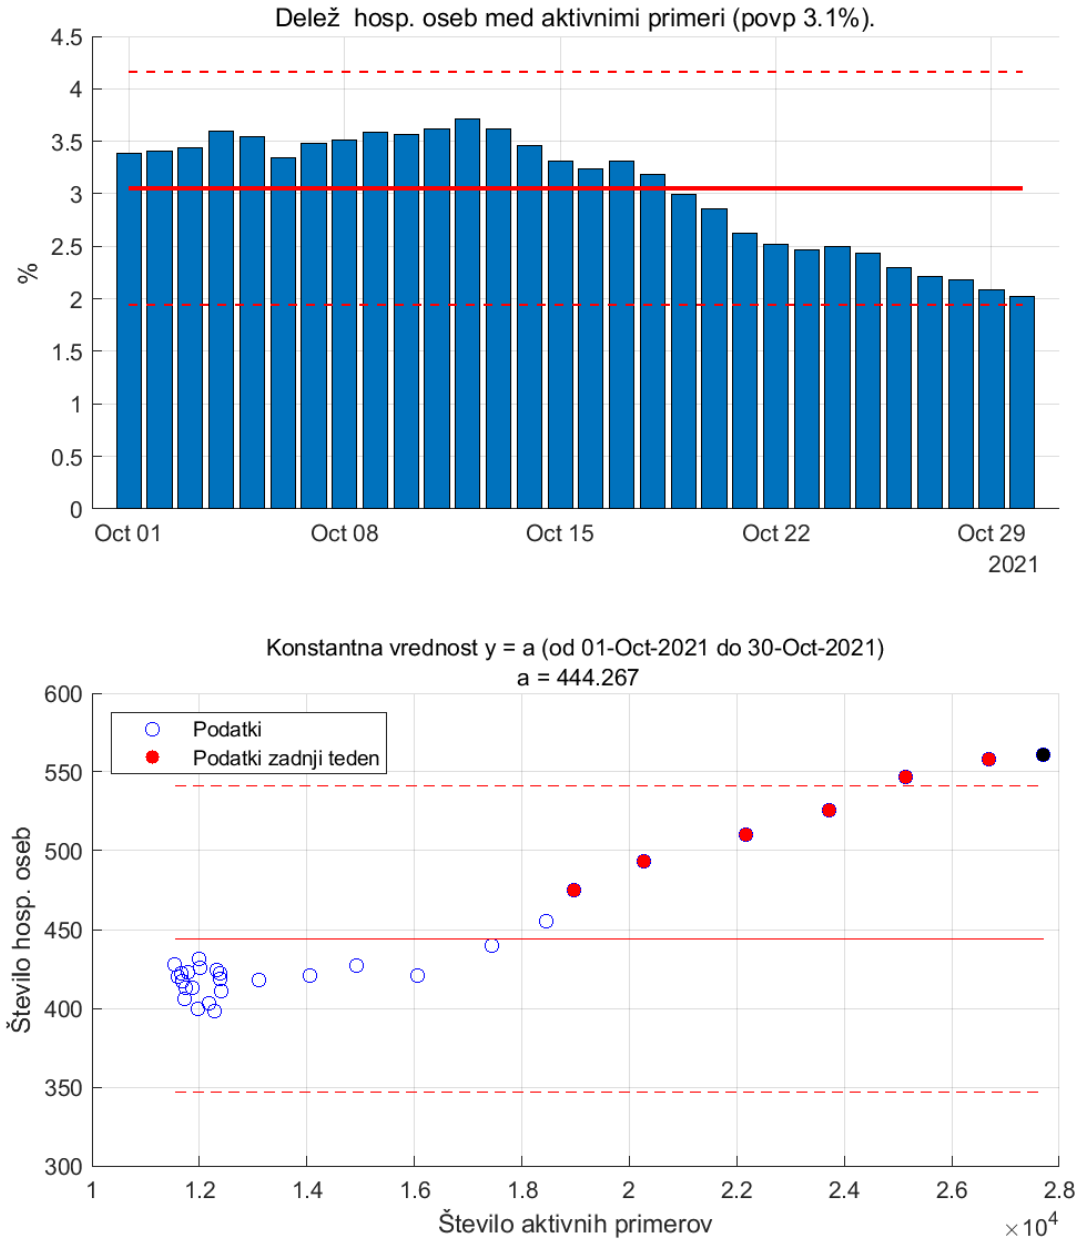 Delež  hosp. oseb med aktivnimi primeri (povp 3.1%).
4.5
4
3.5
3
2.5
2
1.5
1
0.5
0
%
Oct 01 Oct 08 Oct 15 Oct 22 Oct 29
2021
Konstantna vrednost y = a (od 01-Oct-2021 do 30-Oct-2021)
a = 444.267
Podatki
Podatki zadnji teden
600
550
500
450
400
350
300
Število hosp. oseb
1 1.2 1.4 1.6 1.8 2 2.2 2.4 2.6 2.8
Število aktivnih primerov
×10⁴